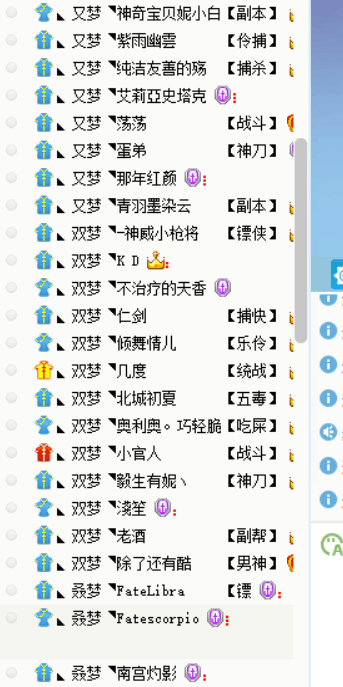 又梦 ◥神奇宝贝妮小白【副本】
又梦 ◥紫雨幽雲 【伶捕】
又梦 ◥纯洁友善的殇 【捕杀】
又梦 ◥艾莉亞史塔克
又梦 ◥荡荡 【战斗】
又梦 ◥蛋弟 【神刀】
又梦 ◥那年红颜
又梦 ◥青羽墨染云 【副本】
双梦 ◥-神威小枪将 【镖侠】
双梦 ◥K D
双梦 ◥不治疗的天香
双梦 ◥仁剑 【捕快】
双梦 ◥倾舞情儿 【乐伶】
双梦 ◥几度 【统战】
双梦 ◥北城初夏 【五毒】
双梦 ◥奥利奥。巧轻脆【吃屎】
双梦 ◥小官人 【战斗】
双梦 ◥毅生有妮丶 【神刀】
双梦 ◥淺笙
双梦 ◥老酒 【副帮】
双梦 ◥除了还有酷 【男神】
叒梦 ◥FateLibra 【镖
叒梦 ◥Fatescorpio
叒梦 ◥南宫灼影